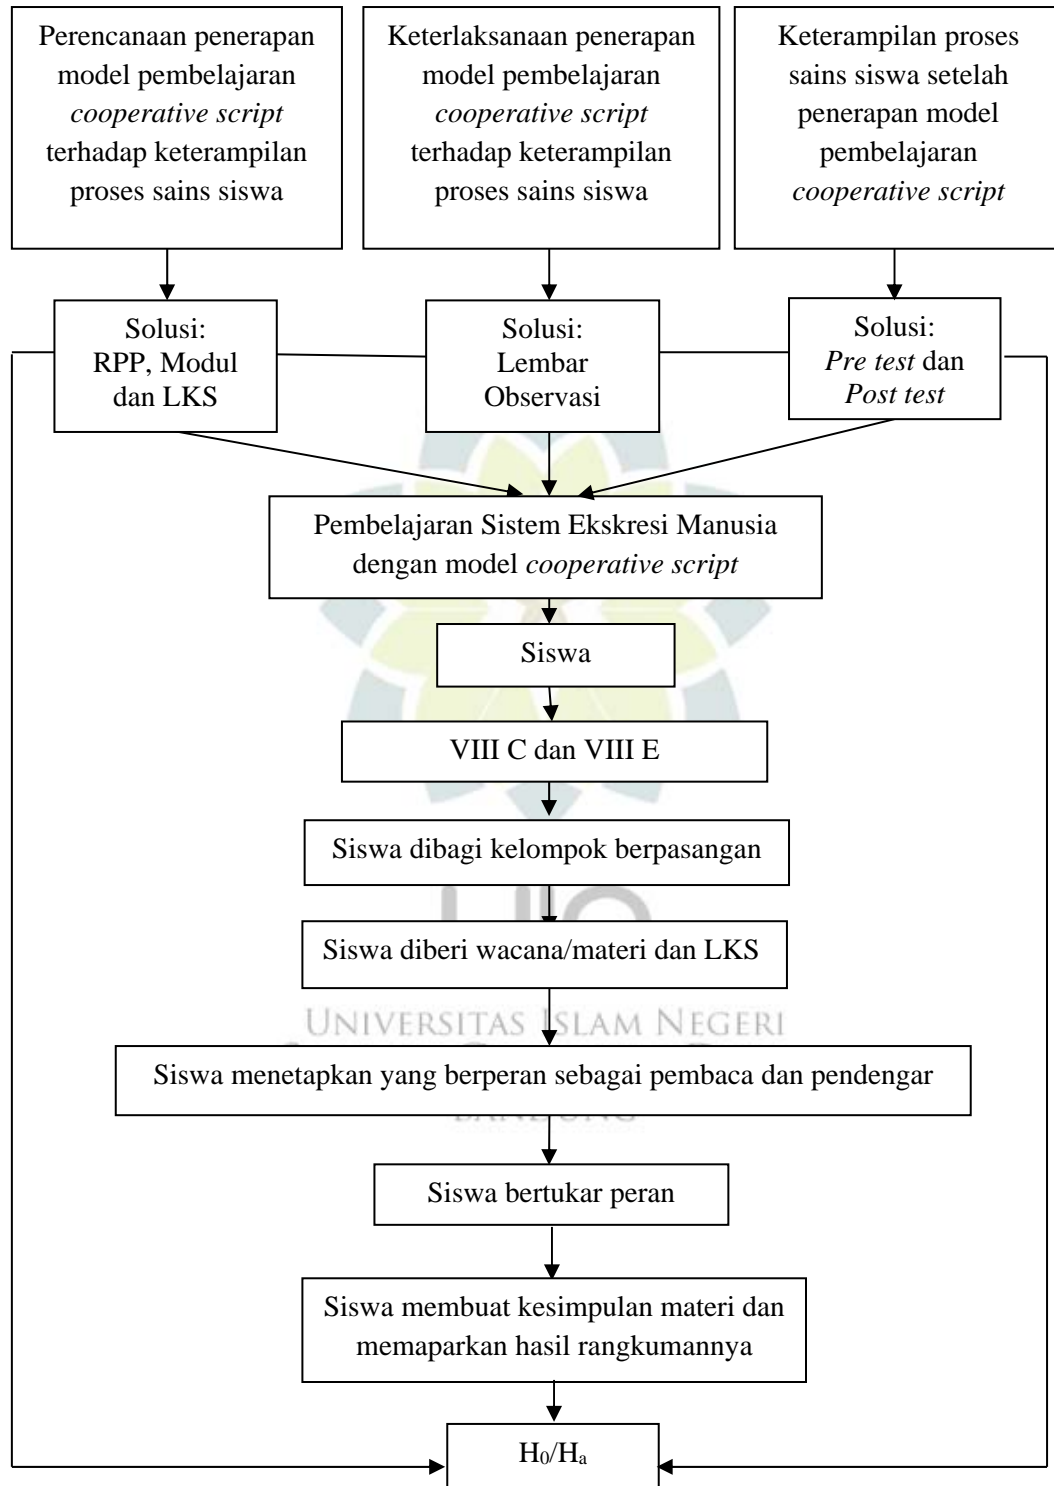 Perencanaan penerapan
model pembelajaran
cooperative script
terhadap keterampilan
proses sains siswa
Keterlaksanaan penerapan
model pembelajaran
cooperative script
terhadap keterampilan
proses sains siswa
Keterampilan proses
sains siswa setelah
penerapan model
pembelajaran
cooperative script
Solusi:
RPP, Modul
dan LKS
Solusi:
Lembar
Observasi
Solusi:
Pre test dan
Post test
Pembelajaran Sistem Ekskresi Manusia
dengan model cooperative script
Siswa
VIII C dan VIII E
Siswa dibagi kelompok berpasangan
Siswa diberi wacana/materi dan LKS
UNIVERSITAS ISLAM NEGERI
Siswa menetapkan yang berperan sebagai pembaca dan pendengar
BANDUNG
Siswa bertukar peran
Siswa membuat kesimpulan materi dan
memaparkan hasil rangkumannya
H₀/Hₐ